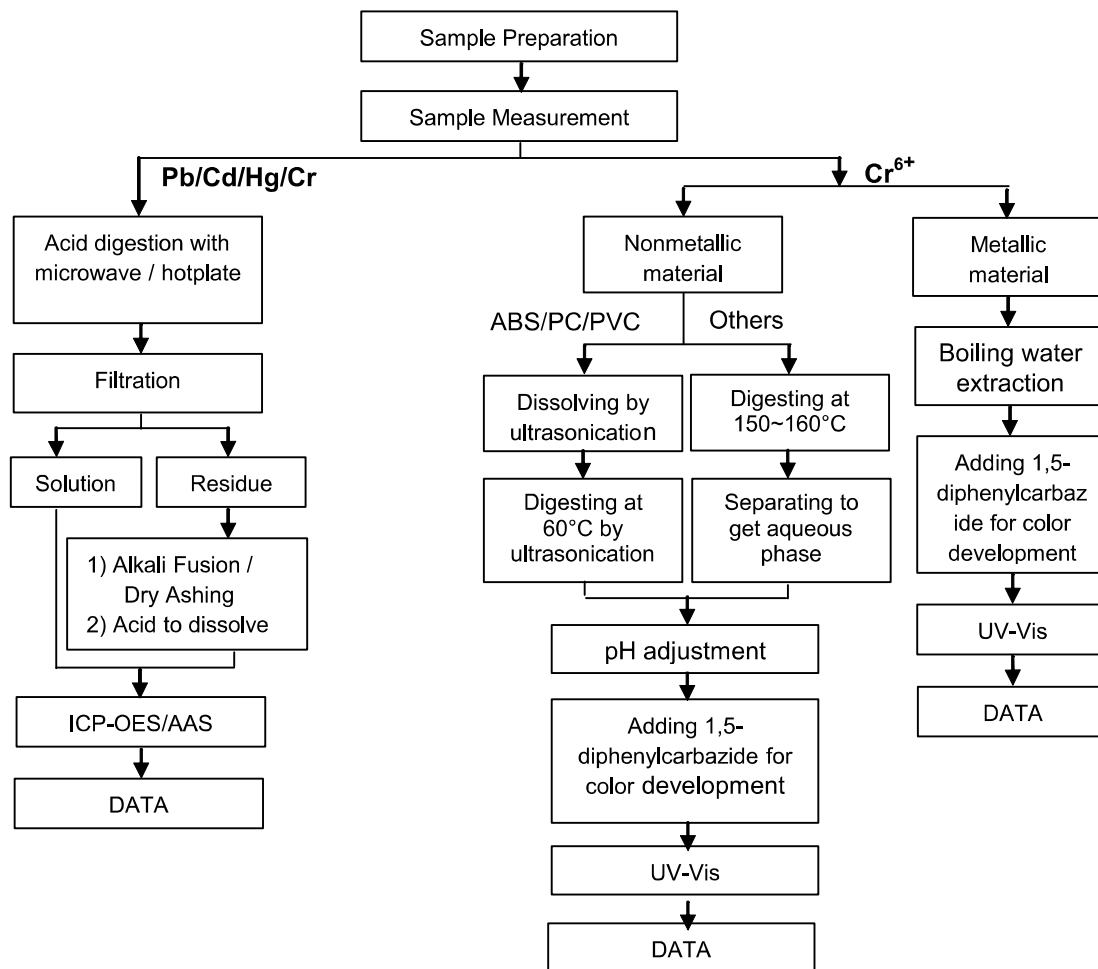 Sample Preparation
Sample Measurement
Pb/Cd/Hg/Cr
Cr⁶⁺
Acid digestion with
microwave / hotplate
Nonmetallic
material
Metallic
material
ABS/PC/PVC
Others
Filtration
Boiling water
extraction
Dissolving by
ultrasonication
Digesting at
150~160°C
Solution
Residue
Adding 1,5-
diphenylcarbaz
ide for color
development
Digesting at
60°C by
ultrasonication
Separating to
get aqueous
phase
1) Alkali Fusion /
Dry Ashing
2) Acid to dissolve
UV-Vis
pH adjustment
DATA
ICP-OES/AAS
Adding 1,5-
diphenylcarbazide for
color development
DATA
UV-Vis
DATA